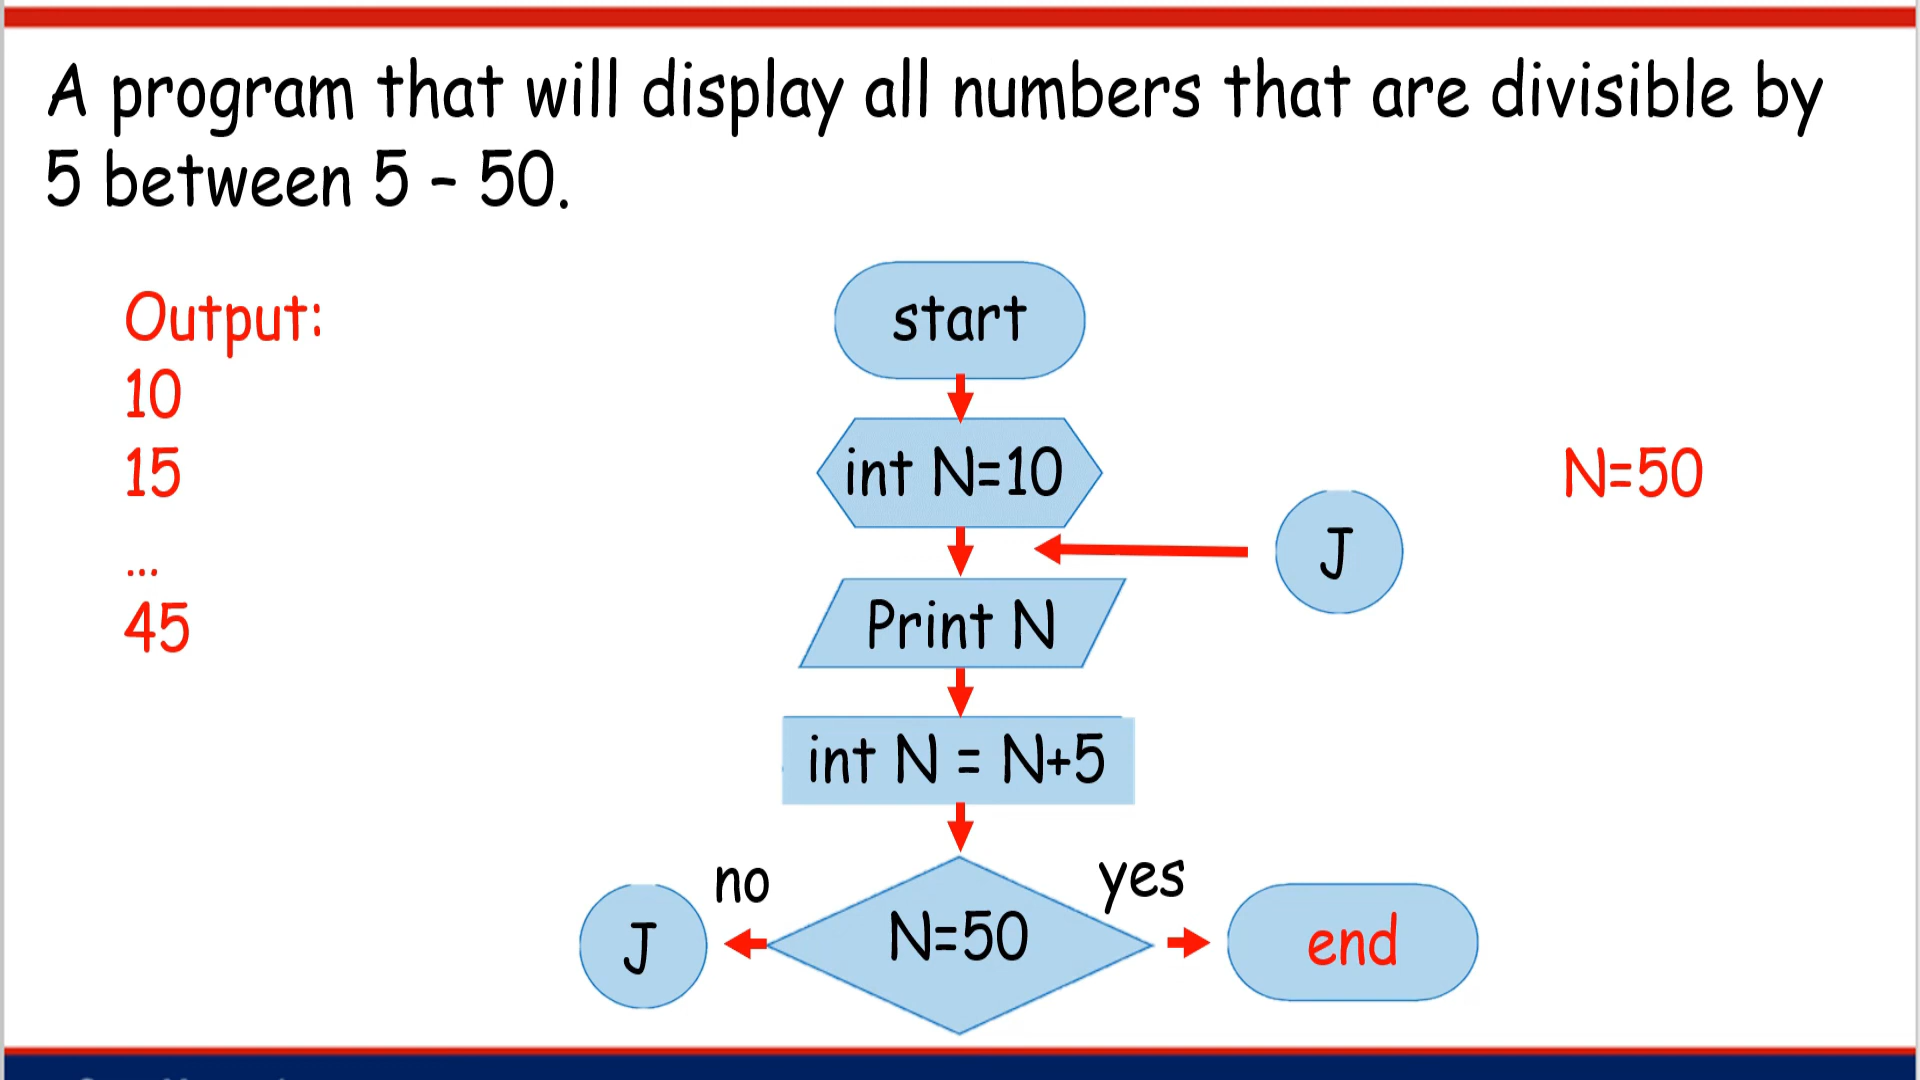 A program that will display all numbers that are divisible by
5 between 5 – 50.
Output:
10
15
...
45
start
int N=10
N=50
J
Print N
int N = N+5
no
yes
J
N=50
end